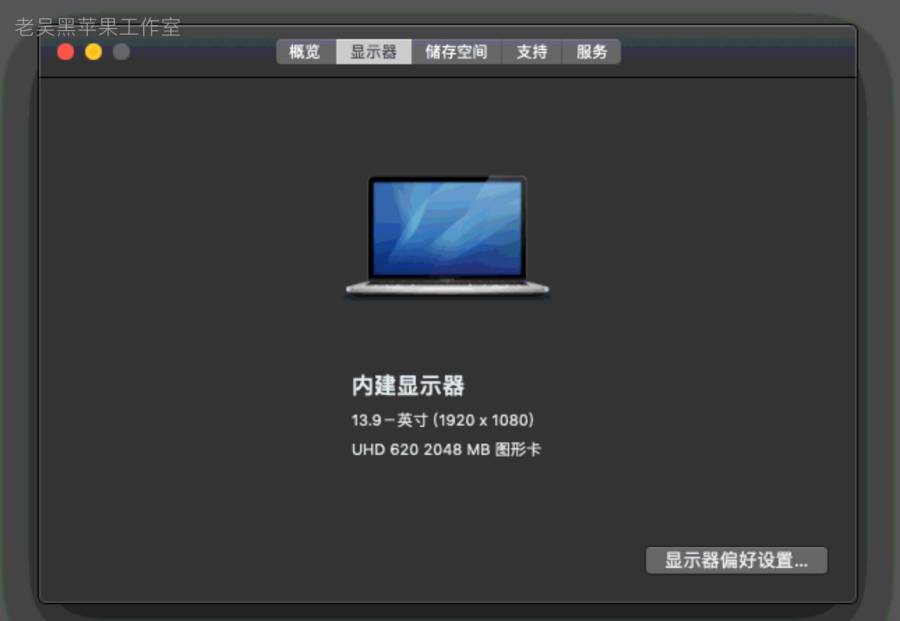 老吴黑苹果工作室
概览 显示器 储存空间 支持 服务
内建显示器
13.9-英寸 (1920 x 1080)
UHD 620 2048 MB 图形卡
显示器偏好设置...